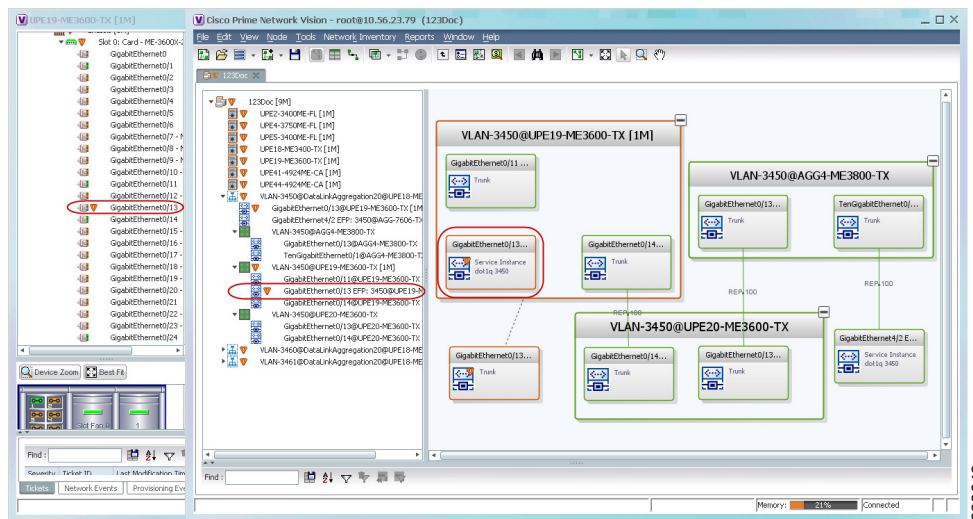 UPE19-ME3600-TX [1M]
Slot 0: Card - ME-3600X-2
GigabitEthernet0
GigabitEthernet0/1
GigabitEthernet0/2
GigabitEthernet0/3
GigabitEthernet0/4
GigabitEthernet0/5
GigabitEthernet0/6
GigabitEthernet0/7 - N
GigabitEthernet0/8 - N
GigabitEthernet0/9 - N
GigabitEthernet0/10 -
GigabitEthernet0/11
GigabitEthernet0/12 -
GigabitEthernet0/13
GigabitEthernet0/14
GigabitEthernet0/15 -
GigabitEthernet0/16 -
GigabitEthernet0/17 -
GigabitEthernet0/18 -
GigabitEthernet0/19 -
GigabitEthernet0/20 -
GigabitEthernet0/21
GigabitEthernet0/22 -
GigabitEthernet0/23 -
GigabitEthernet0/24
Device Zoom
Best Fit
Slot Fan 0
1
Find :
Severity Ticket ID Last Modification Tim
Tickets Network Events Provisioning Eve
Cisco Prime Network Vision - root@10.56.23.79 (123Doc)
File Edit View Node Tools Network Inventory Reports Window Help
123Doc
123Doc [9M]
UPE2-3400ME-FL [1M]
UPE4-3750ME-FL [1M]
UPE5-3400ME-FL [1M]
UPE18-ME3400-TX [1M]
UPE19-ME3600-TX [1M]
UPE41-4924ME-CA [1M]
UPE44-4924ME-CA [1M]
VLAN-3450@DataLinkAggregation20@UPE18-ME
GigabitEthernet0/13@UPE19-ME3600-TX [1M
GigabitEthernet4/2 EFP: 3450@AGG-7606-T
VLAN-3450@AGG4-ME3800-TX
GigabitEthernet0/13@AGG4-ME3800-TX
TenGigabitEthernet0/1@AGG4-ME3800-TX
VLAN-3450@UPE19-ME3600-TX [1M]
GigabitEthernet0/11@UPE19-ME3600-TX
GigabitEthernet0/13 EFP: 3450@UPE19-M
GigabitEthernet0/14@UPE19-ME3600-TX
VLAN-3450@UPE20-ME3600-TX
GigabitEthernet0/13@UPE20-ME3600-TX
GigabitEthernet0/14@UPE20-ME3600-TX
VLAN-3460@DataLinkAggregation20@UPE18-ME
VLAN-3461@DataLinkAggregation20@UPE18-ME
VLAN-3450@UPE19-ME3600-TX [1M]
GigabitEthernet0/11 ...
Trunk
GigabitEthernet0/13...
Service Instance
dot1q 3450
GigabitEthernet0/14...
Trunk
VLAN-3450@AGG4-ME3800-TX
GigabitEthernet0/13...
Trunk
TenGigabitEthernet0/...
Trunk
REP:100
REP:100
REP:100
GigabitEthernet0/13...
Trunk
VLAN-3450@UPE20-ME3600-TX
GigabitEthernet0/14...
Trunk
GigabitEthernet0/13...
Trunk
GigabitEthernet4/2 E...
Service Instance
dot1q 3450
Find :
Memory: 21% Connected